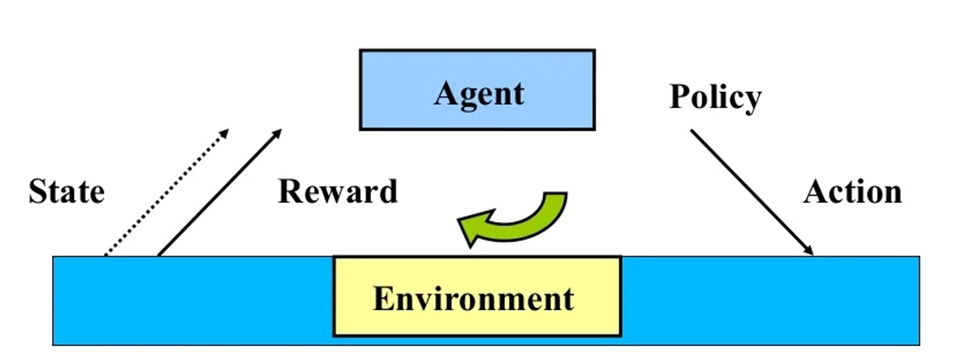 Agent
Policy
State
Reward
Action
Environment